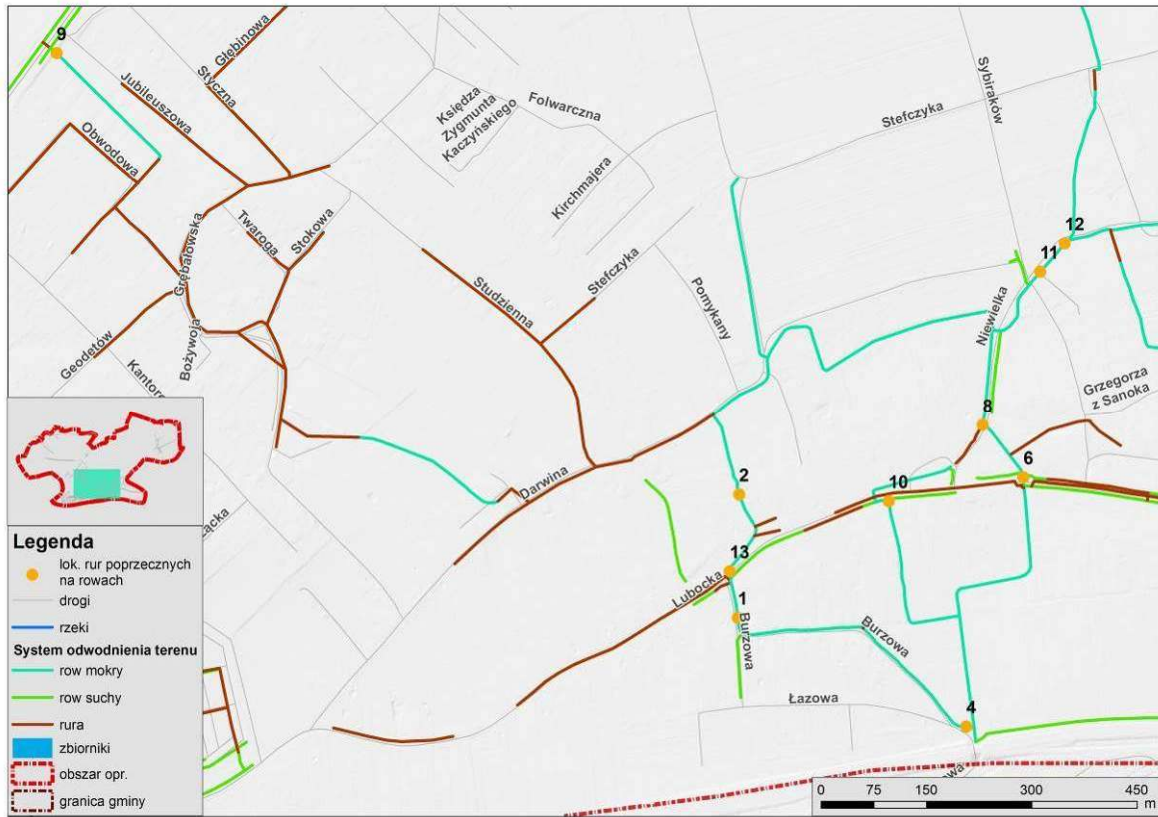 9
Głębinowa
Jubileuszowa
Styczna
Obwodowa
Księdza
Zygmunta
Kaczyńskiego
Folwarczna
Kirchmajera
Stefczyka
Sybiraków
12
11
Twaroga
Stokowa
Grębałowska
Studzienna
Stefczyka
Pomykany
Niewielka
Geodetów
Bożywoja
Grzegorza
z Sanoka
8
6
10
2
Darwina
13
Lubocka
1
Burzowa
Burzowa
Łazowa
4
Legenda
lok. rur poprzecznych
na rowach
drogi
rzeki
System odwodnienia terenu
row mokry
row suchy
rura
zbiorniki
obszar opr.
granica gminy
0 75 150 300 450
m